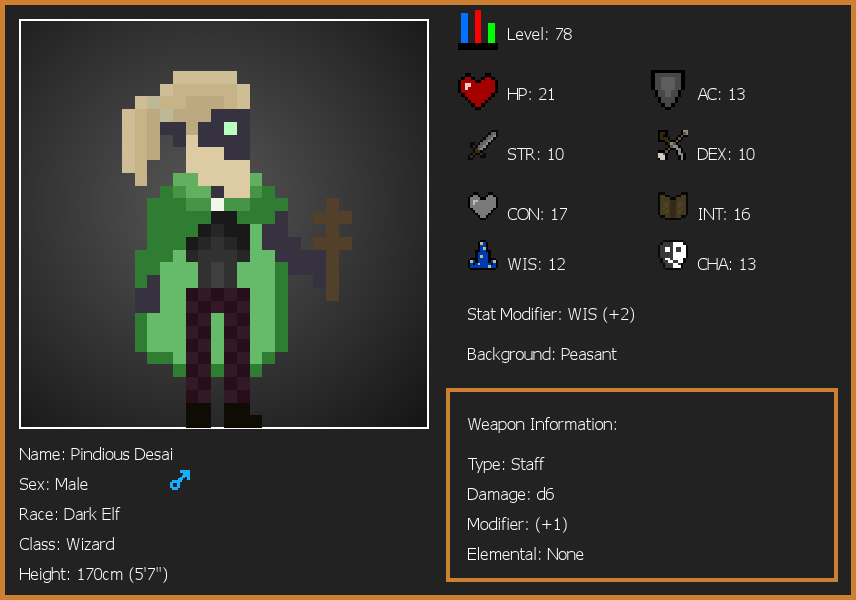 Level: 78
HP: 21
AC: 13
STR: 10
DEX: 10
CON: 17
INT: 16
WIS: 12
CHA: 13
Stat Modifier: WIS (+2)
Background: Peasant
Weapon Information:
Type: Staff
Damage: d6
Modifier: (+1)
Elemental: None
Name: Pindious Desai
Sex: Male
Race: Dark Elf
Class: Wizard
Height: 170cm (5'7")